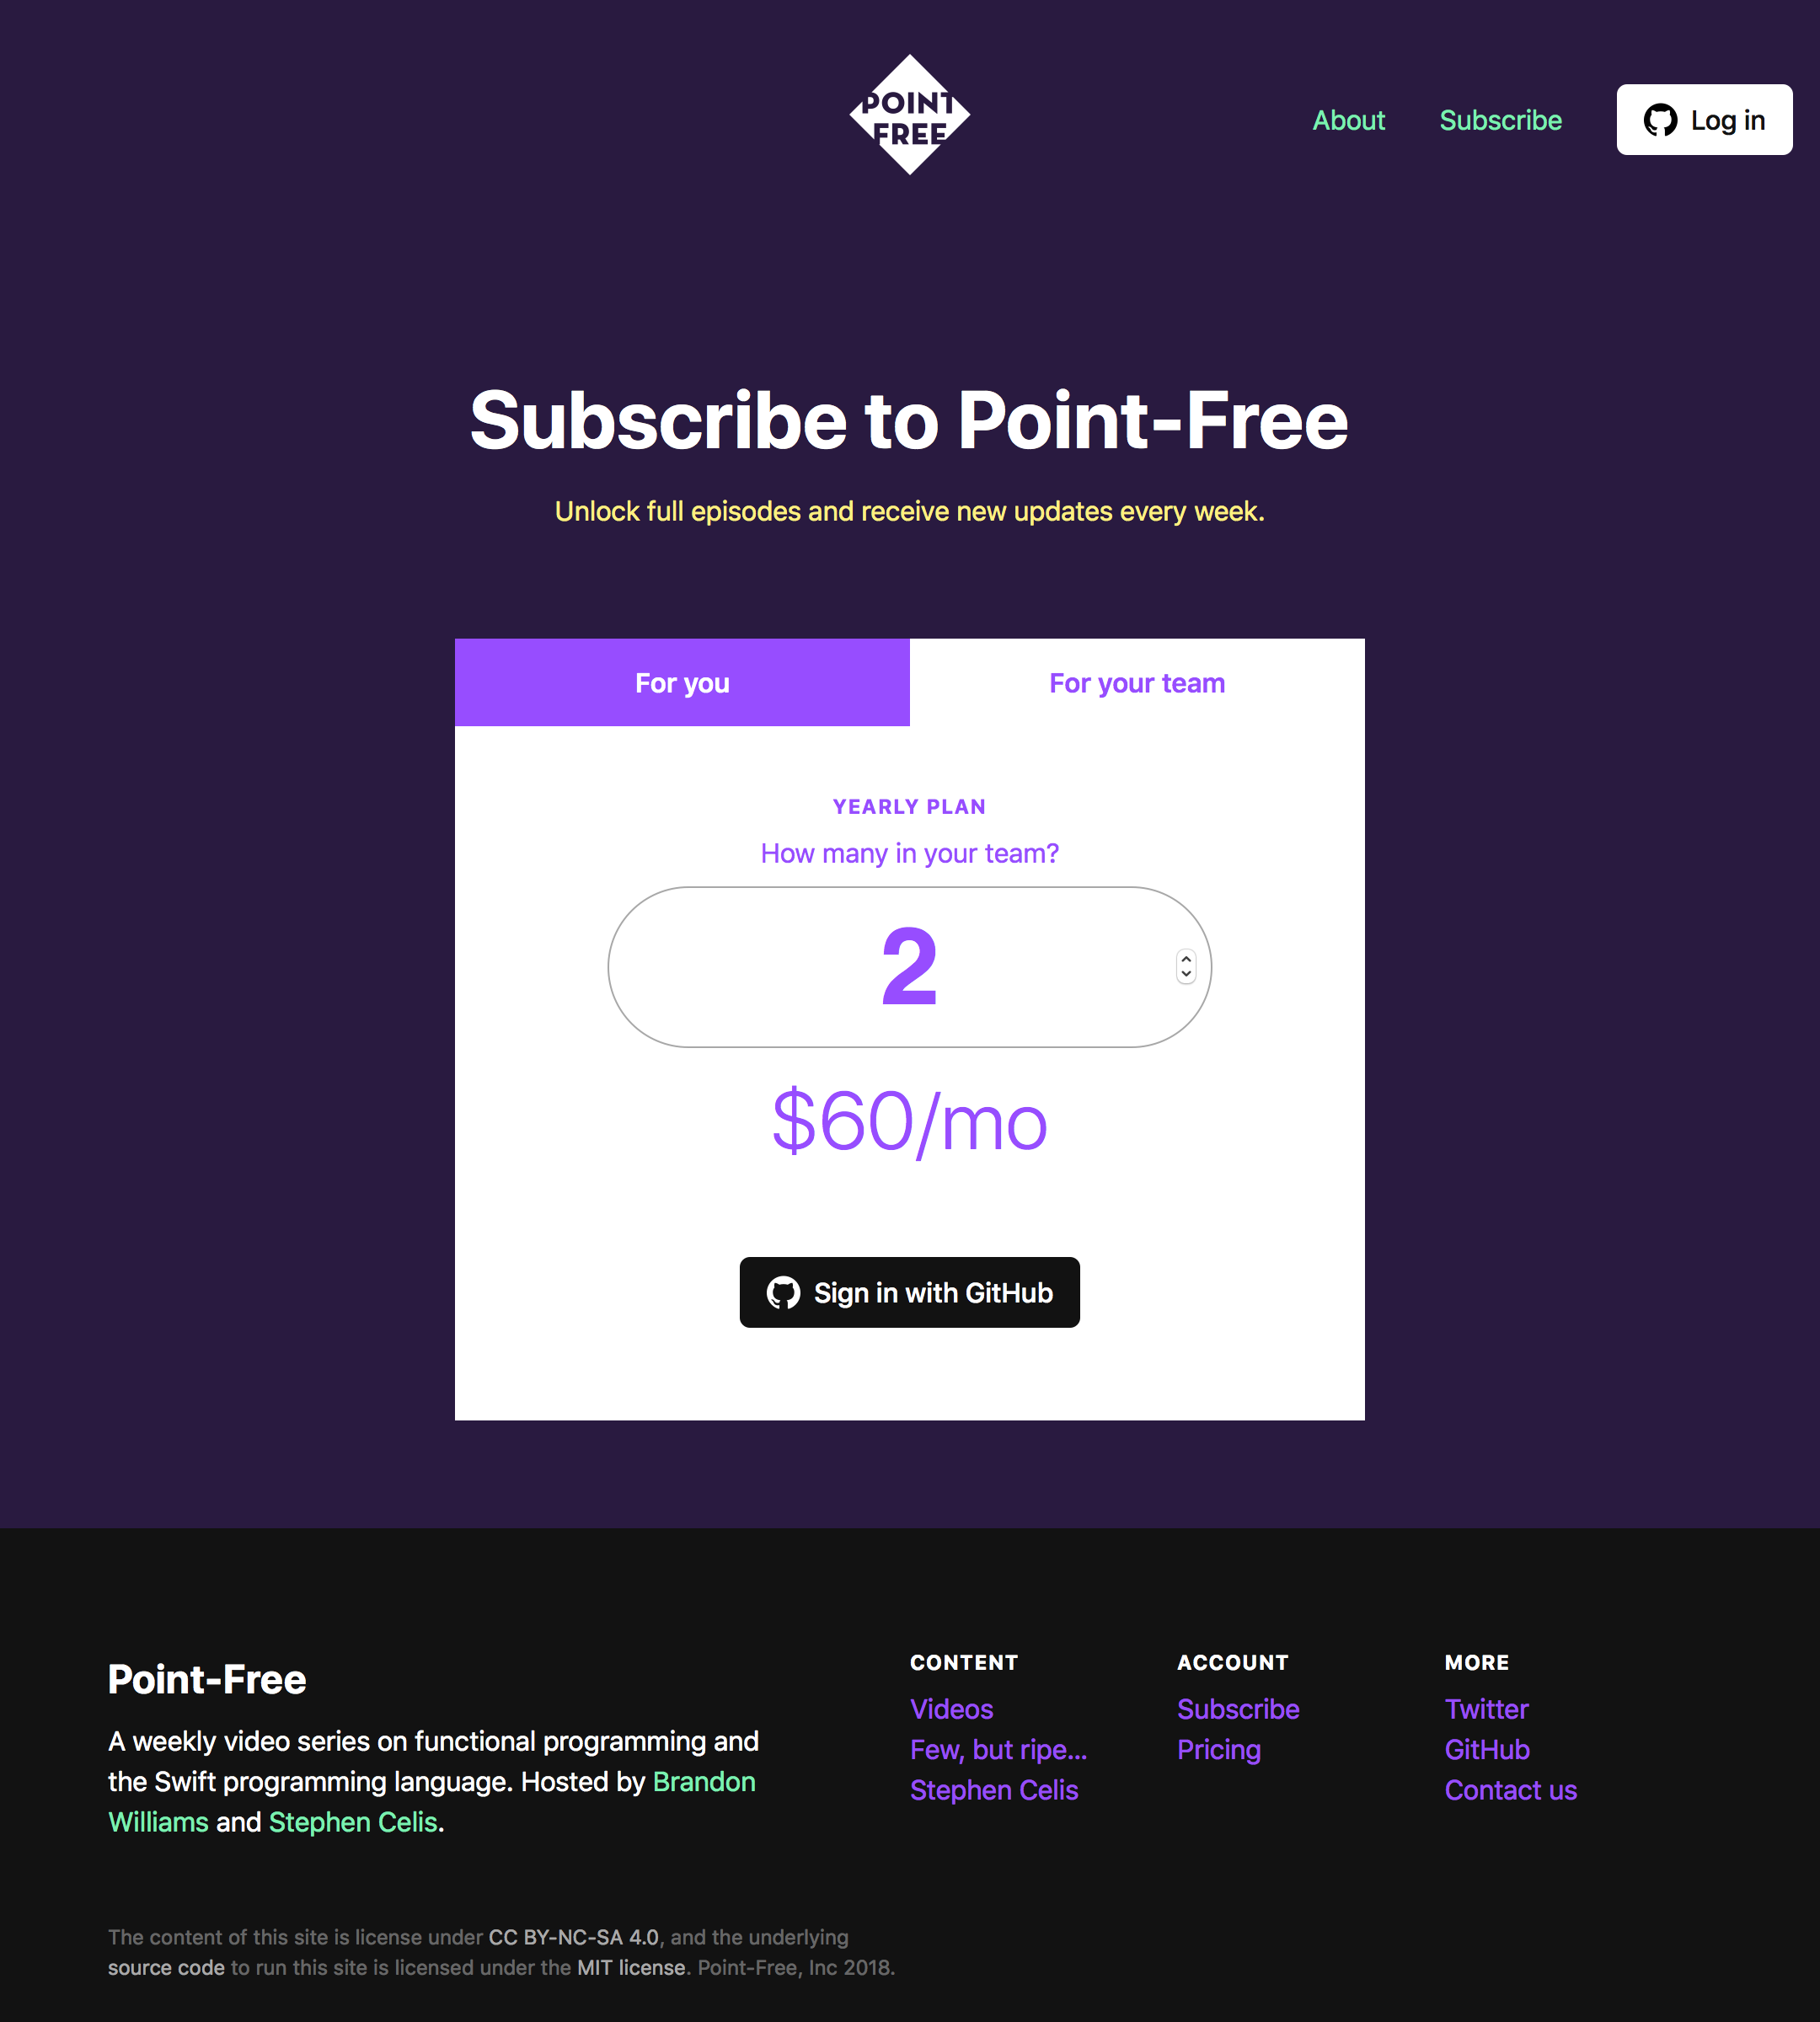 POINT
FREE
About
Subscribe
Log in
Subscribe to Point-Free
Unlock full episodes and receive new updates every week.
For you
For your team
YEARLY PLAN
How many in your team?
2
$60/mo
Sign in with GitHub
Point-Free
A weekly video series on functional programming and
the Swift programming language. Hosted by Brandon
Williams and Stephen Celis.
CONTENT
Videos
Few, but ripe...
Stephen Celis
ACCOUNT
Subscribe
Pricing
MORE
Twitter
GitHub
Contact us
The content of this site is license under CC BY-NC-SA 4.0, and the underlying
source code to run this site is licensed under the MIT license. Point-Free, Inc 2018.